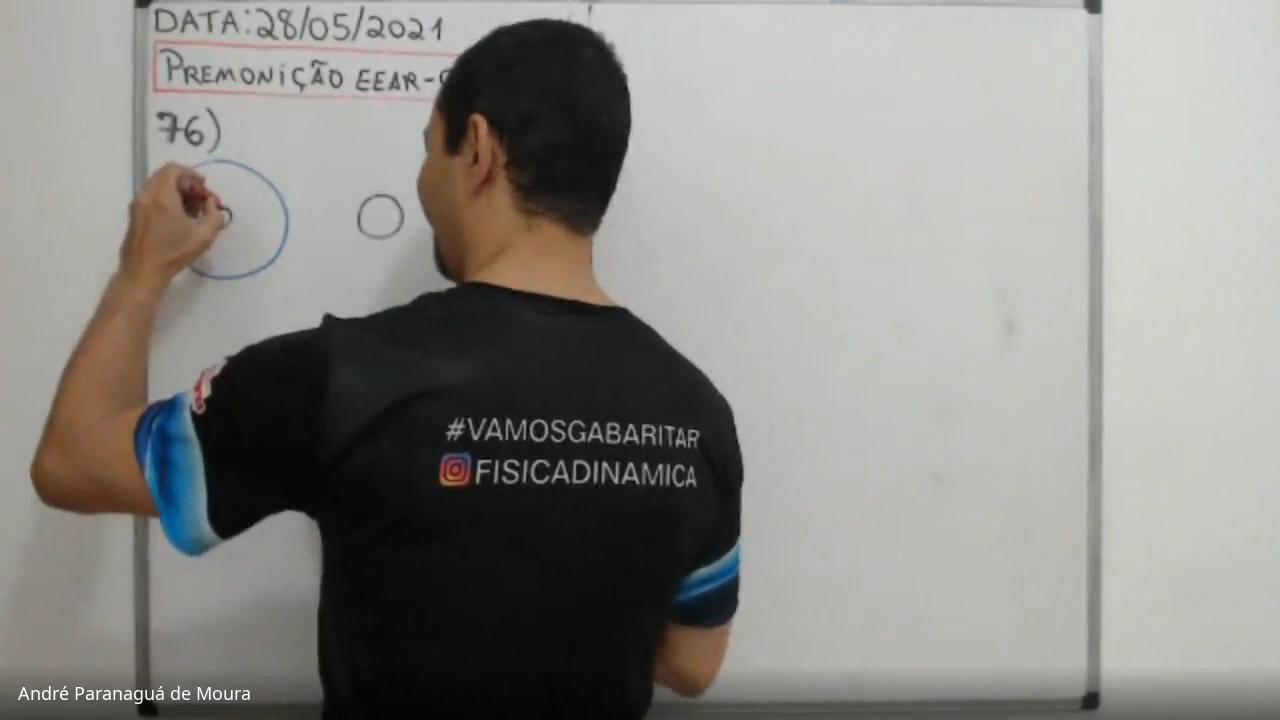 DATA:28/05/2021
PREMONIÇÃO EEAR-
76)
#VAMOSGABARITAR
FISICADINAMICA
André Paranaguá de Moura